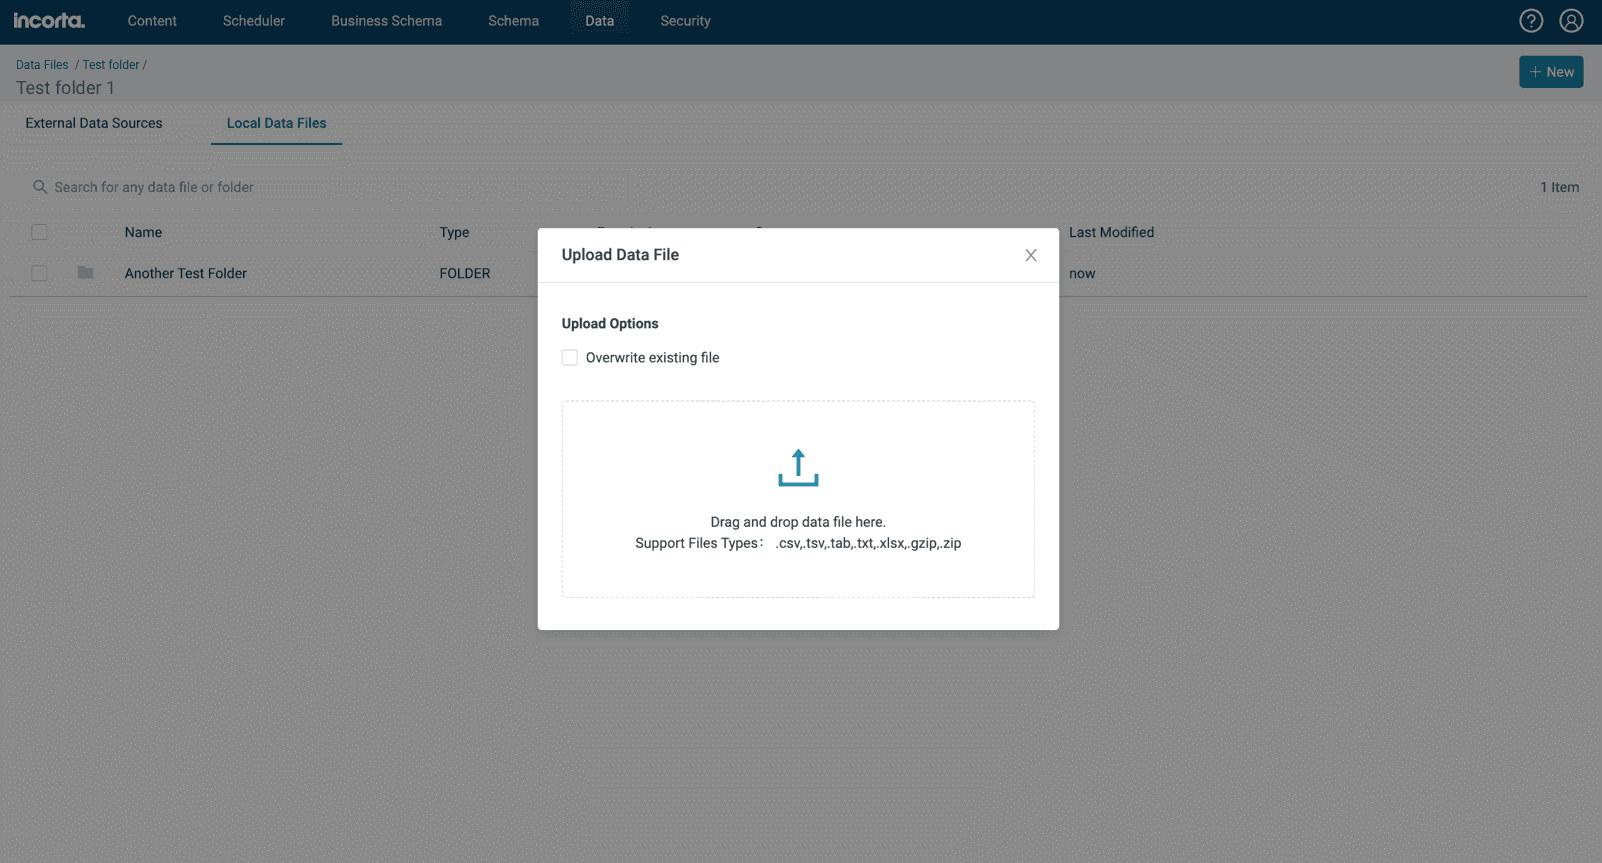 incorta. Content Scheduler Business Schema Schema Data Security ?
Data Files / Test folder /
Test folder 1
+ New
External Data Sources Local Data Files
Search for any data file or folder 1 Item
Name Type Last Modified
Another Test Folder FOLDER now
Upload Data File
Upload Options
Overwrite existing file
Drag and drop data file here.
Support Files Types: .csv,.tsv,.tab,.txt,.xlsx,.gzip,.zip